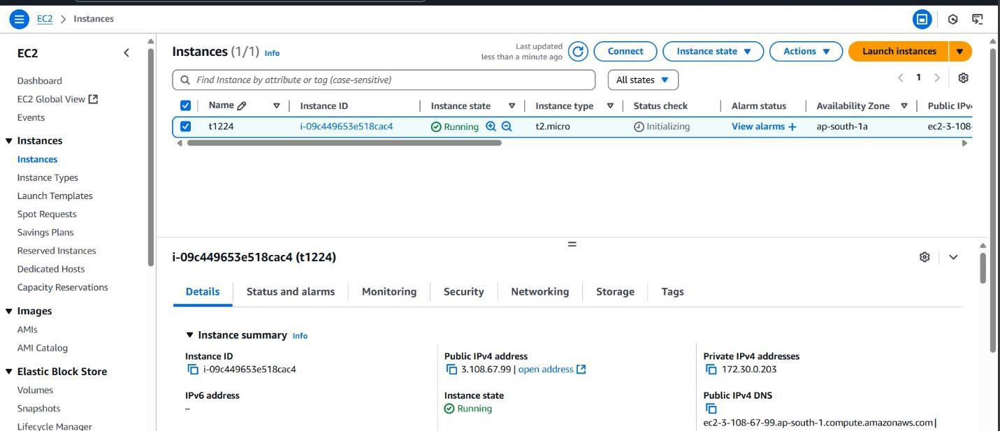 EC2 > Instances
EC2
Dashboard
EC2 Global View
Events
Instances
Instances
Instance Types
Launch Templates
Spot Requests
Savings Plans
Reserved Instances
Dedicated Hosts
Capacity Reservations
Images
AMIs
AMI Catalog
Elastic Block Store
Volumes
Snapshots
Lifecycle Manager
Instances (1/1) Info
Last updated
less than a minute ago
Connect
Instance state
Actions
Launch instances
Find Instance by attribute or tag (case-sensitive)
All states
1
Name Instance ID Instance state Instance type Status check Alarm status Availability Zone Public IPv4
t1224 i-09c449653e518cac4 Running t2.micro Initializing View alarms + ap-south-1a ec2-3-108-
i-09c449653e518cac4 (t1224)
Details Status and alarms Monitoring Security Networking Storage Tags
Instance summary Info
Instance ID
i-09c449653e518cac4
Public IPv4 address
3.108.67.99 | open address
Private IPv4 addresses
172.30.0.203
IPv6 address
–
Instance state
Running
Public IPv4 DNS
ec2-3-108-67-99.ap-south-1.compute.amazonaws.com |